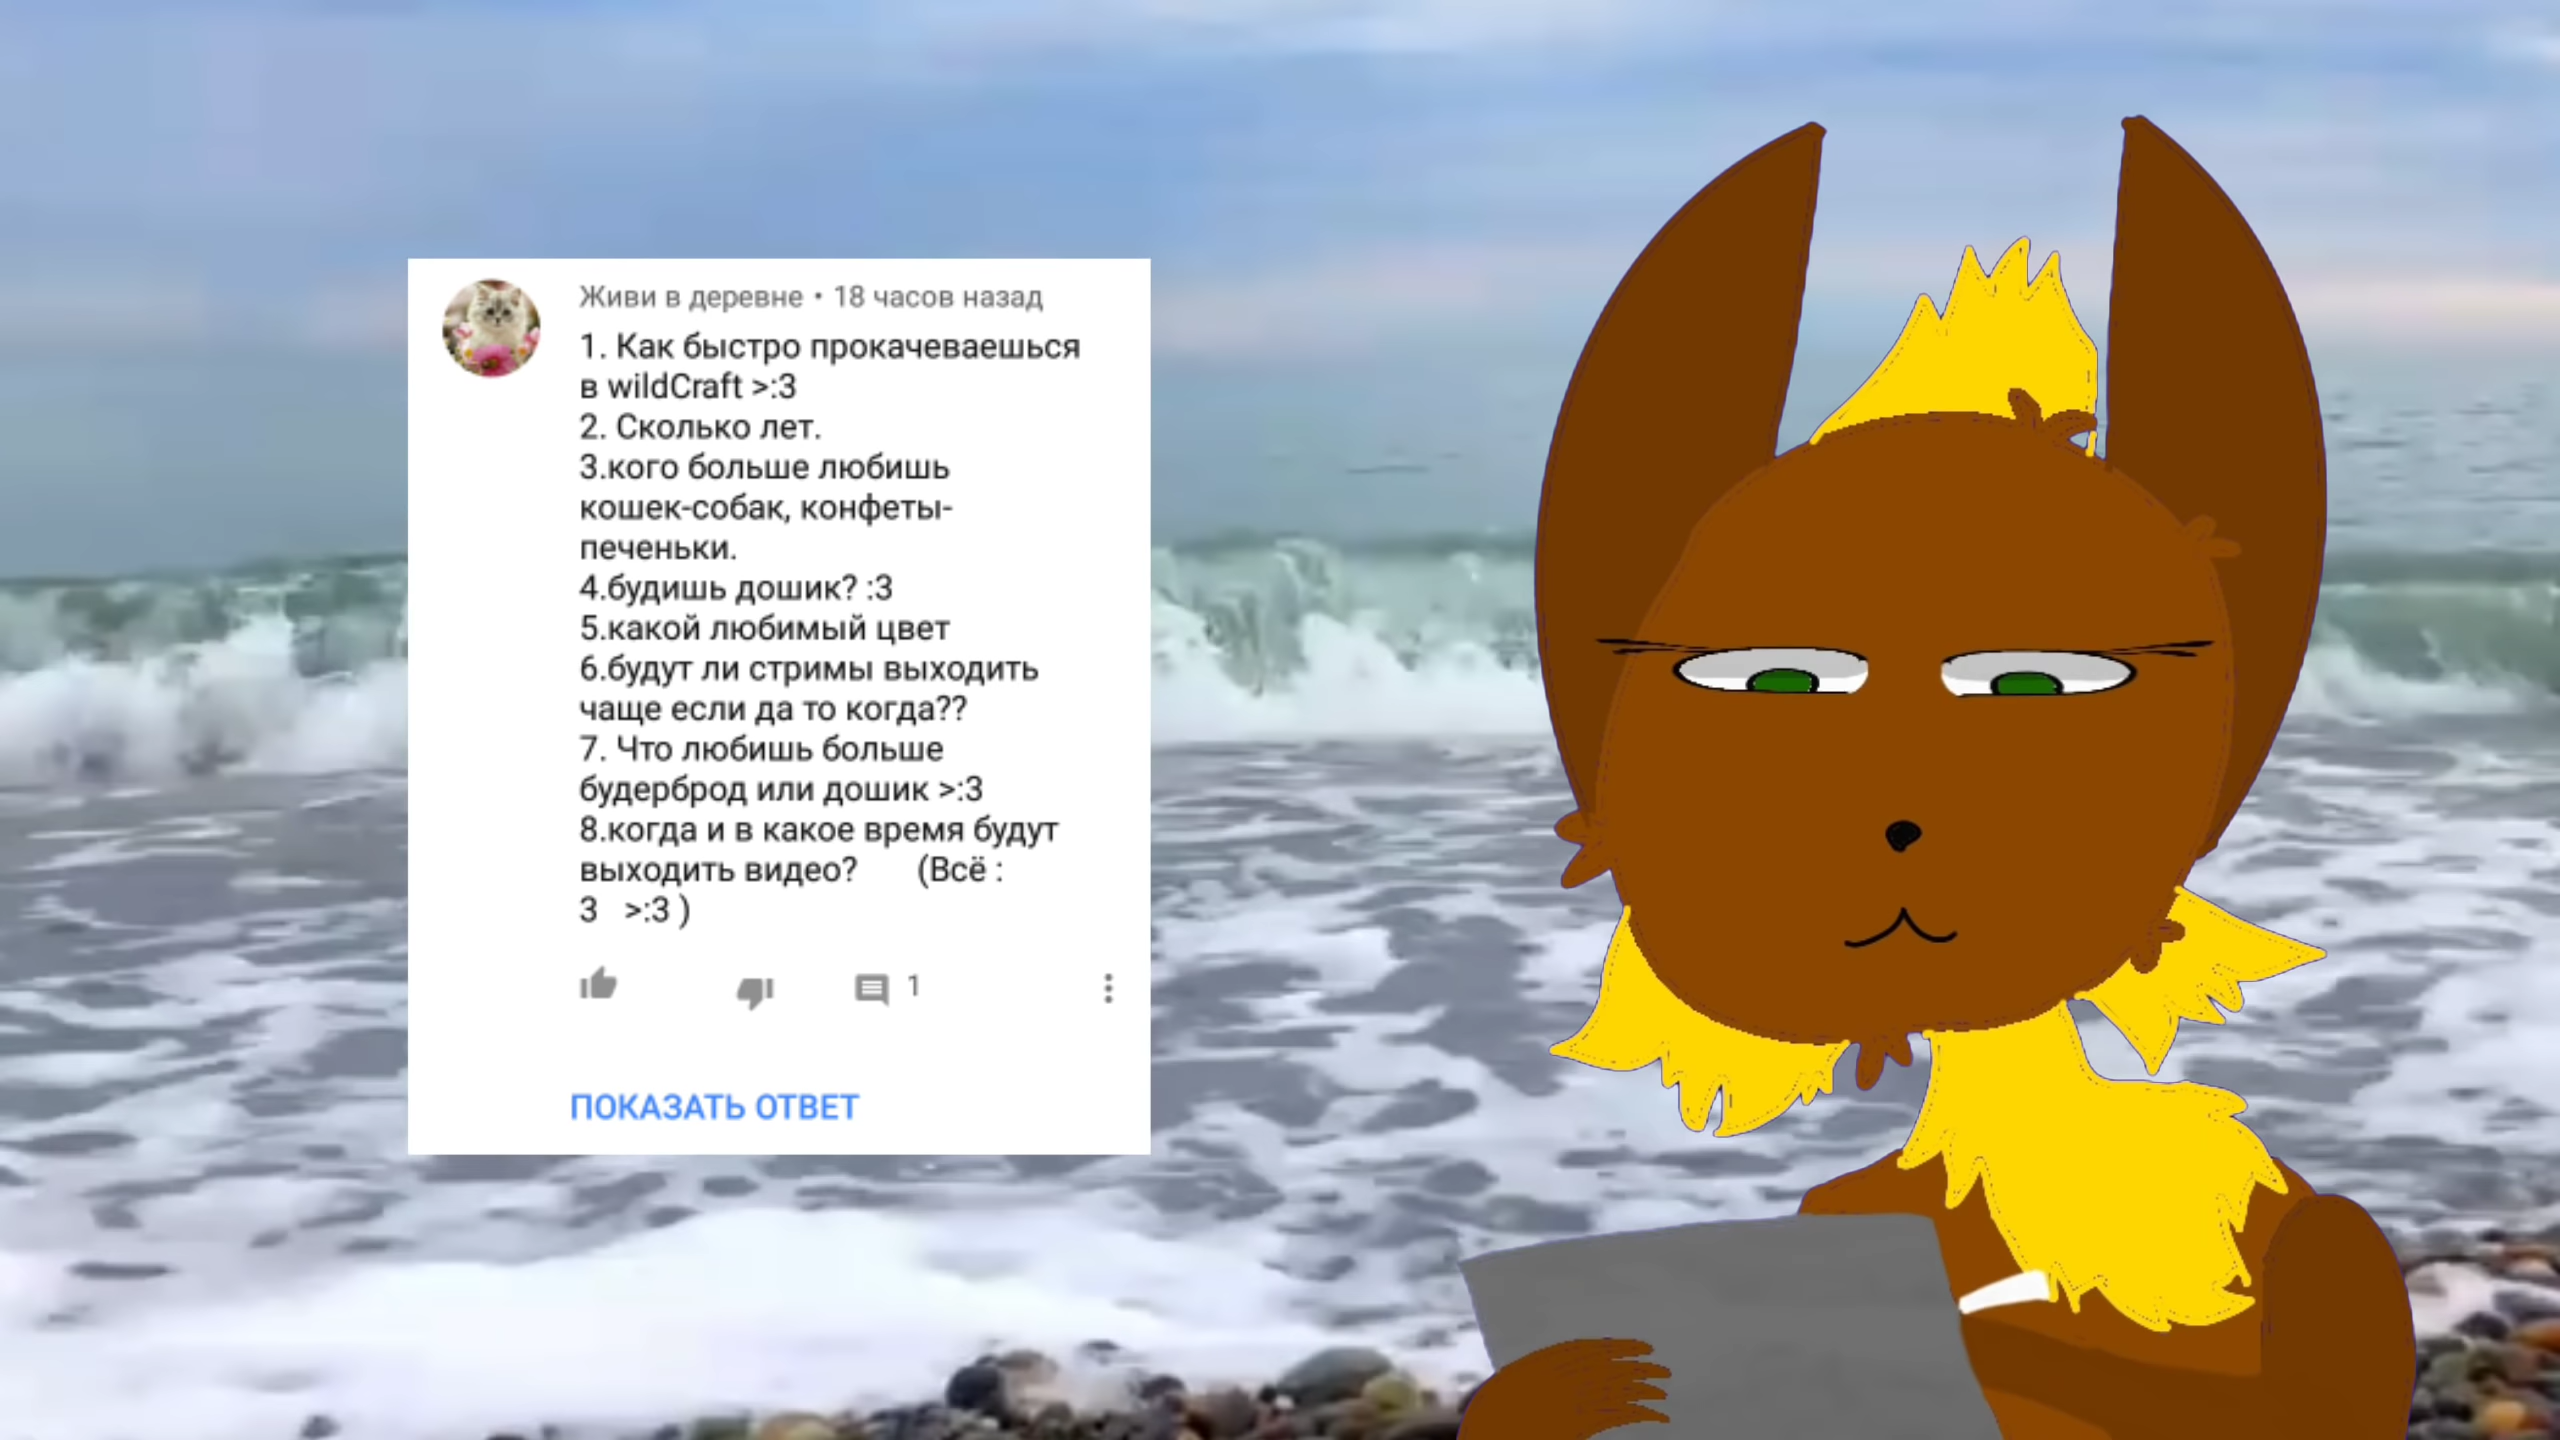 Живи в деревне • 18 часов назад
1. Как быстро прокачеваешься
в wildCraft >:3
2. Сколько лет.
3.кого больше любишь
кошек-собак, конфеты-
печеньки.
4.будишь дошик? :3
5.какой любимый цвет
6.будут ли стримы выходить
чаще если да то когда??
7. Что любишь больше
будерброд или дошик >:3
8.когда и в какое время будут
выходить видео? (Всё :
3 >:3 )
1
ПОКАЗАТЬ ОТВЕТ